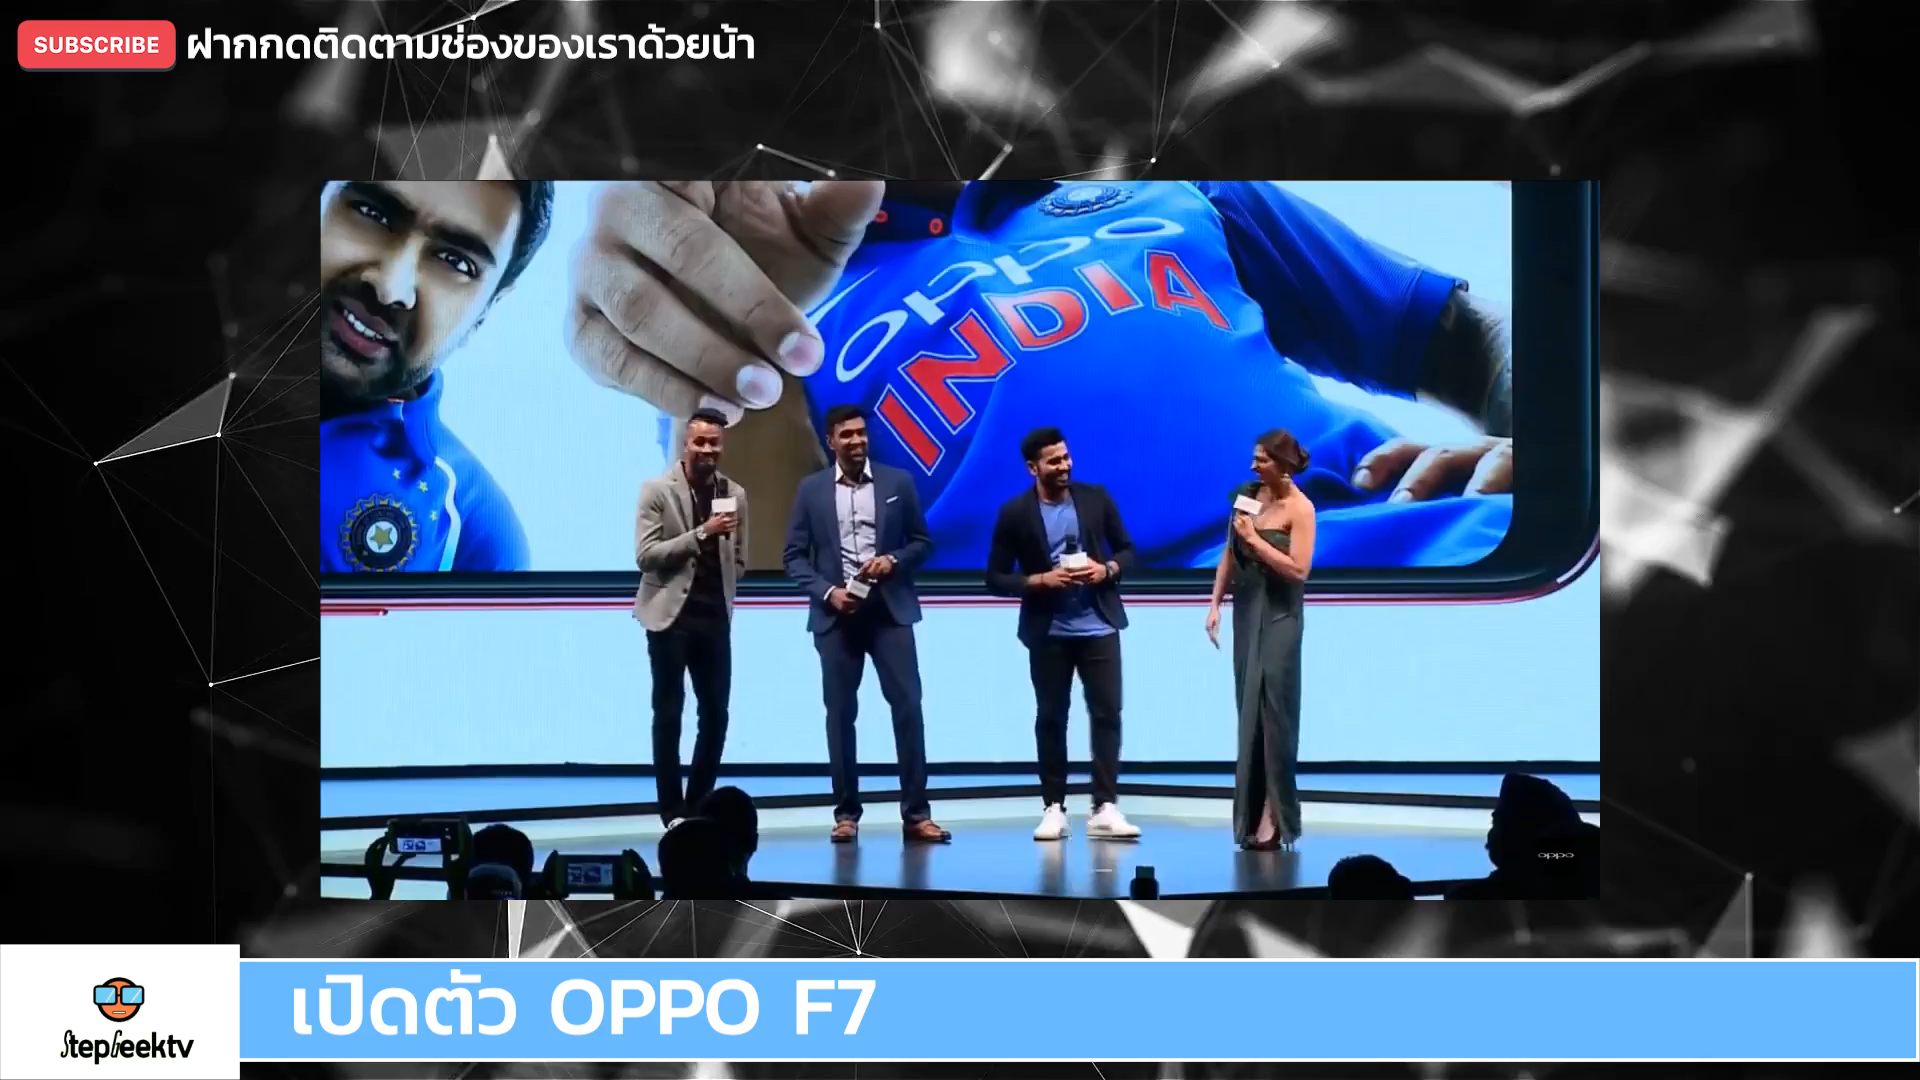 SUBSCRIBE ฝากกดติดตามช่องของเราด้วยน้า
oppo
INDIA
oppo
StepGeektv
เปิดตัว OPPO F7